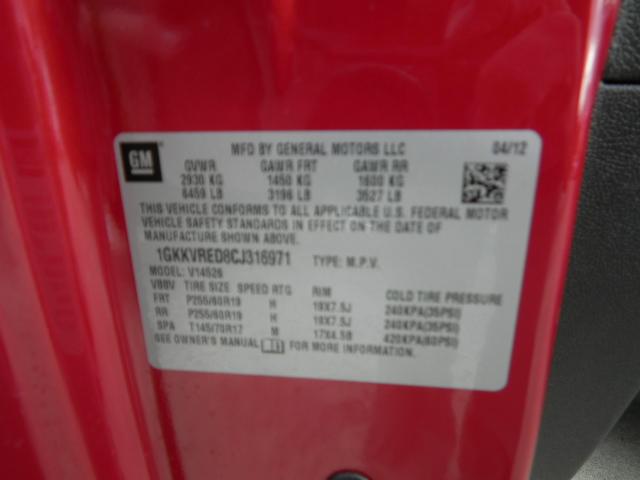 GM
MFD BY GENERAL MOTORS LLC 04/12
GVWR GAWR FRT GAWR RR
2930 KG 1450 KG 1600 KG
6459 LB 3196 LB 3527 LB
THIS VEHICLE CONFORMS TO ALL APPLICABLE U.S. FEDERAL MOTOR
VEHICLE SAFETY STANDARDS IN EFFECT ON THE DATE OF
MANUFACTURE SHOWN ABOVE.
1GKKVRED8CJ316971 TYPE: M.P.V.
MODEL: V14526
VBBV TIRE SIZE SPEED RTG RIM COLD TIRE PRESSURE
FRT P255/60R19 H 19X7.5J 240KPA(35PSI)
RR P255/60R19 H 19X7.5J 240KPA(35PSI)
SPA T145/70R17 M 17X4.5B 420KPA(60PSI)
SEE OWNER'S MANUAL FOR MORE INFORMATION.